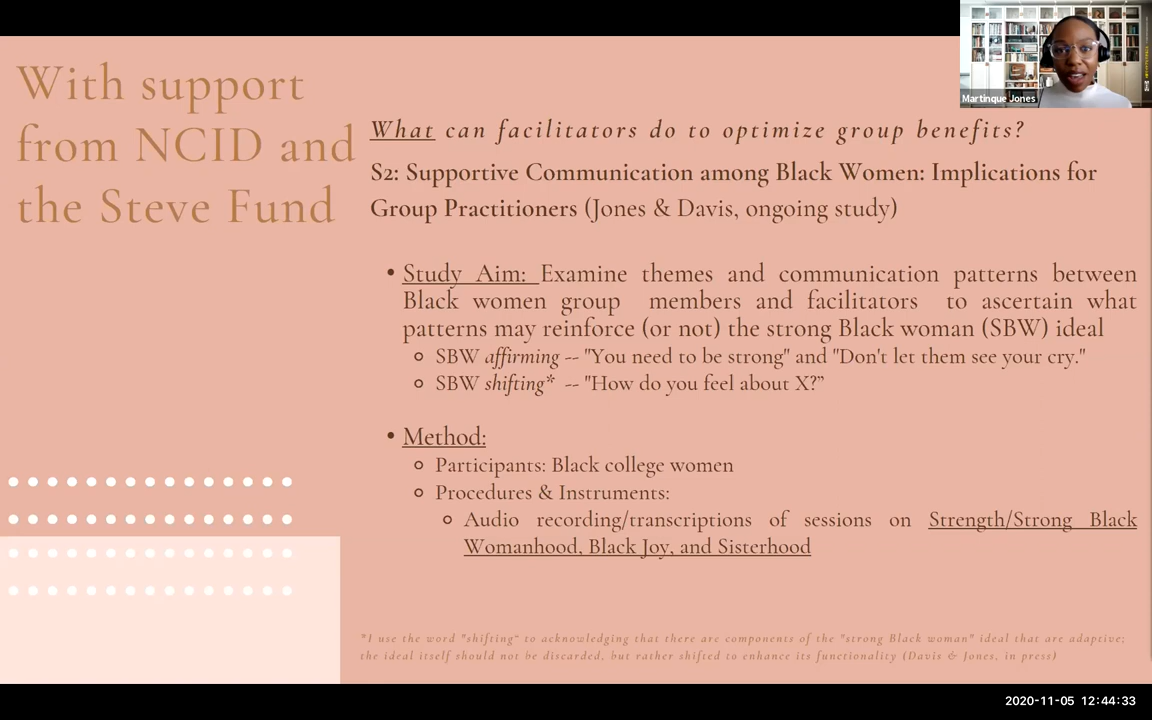 With support
from NCID and
the Steve Fund
Martinque Jones
What can facilitators do to optimize group benefits?
S2: Supportive Communication among Black Women: Implications for
Group Practitioners (Jones & Davis, ongoing study)
• Study Aim: Examine themes and communication patterns between
Black women group members and facilitators to ascertain what
patterns may reinforce (or not) the strong Black woman (SBW) ideal
SBW affirming -- "You need to be strong" and "Don't let them see your cry."
SBW shifting* -- "How do you feel about X?”
• Method:
Participants: Black college women
Procedures & Instruments:
Audio recording/transcriptions of sessions on Strength/Strong Black
Womanhood, Black Joy, and Sisterhood
*I use the word "shifting" to acknowledging that there are components of the "strong Black woman" ideal that are adaptive;
the ideal itself should not be discarded, but rather shifted to enhance its functionality (Davis & Jones, in press)
2020-11-05 12:44:33